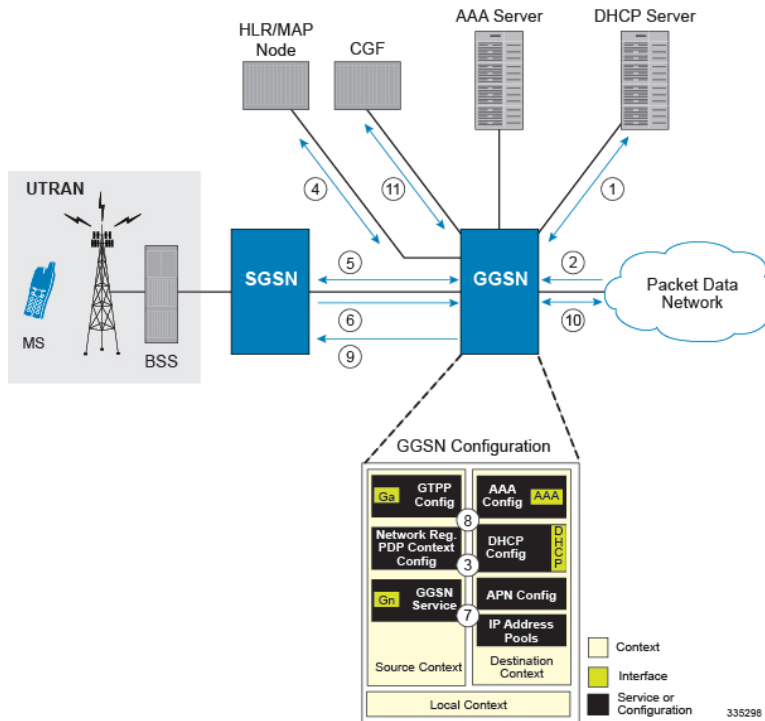 AAA Server
DHCP Server
HLR/MAP
Node
CGF
4
11
1
UTRAN
MS
BSS
SGSN
5
6
9
GGSN
2
10
Packet Data
Network
GGSN Configuration
Ga
GTPP
Config
AAA
Config
AAA
8
Network Reg.
PDP Context
Config
DHCP
Config
DHCP
3
Gn
GGSN
Service
APN Config
7
IP Address
Pools
Source Context
Destination
Context
Local Context
Context
Interface
Service or
Configuration
335298